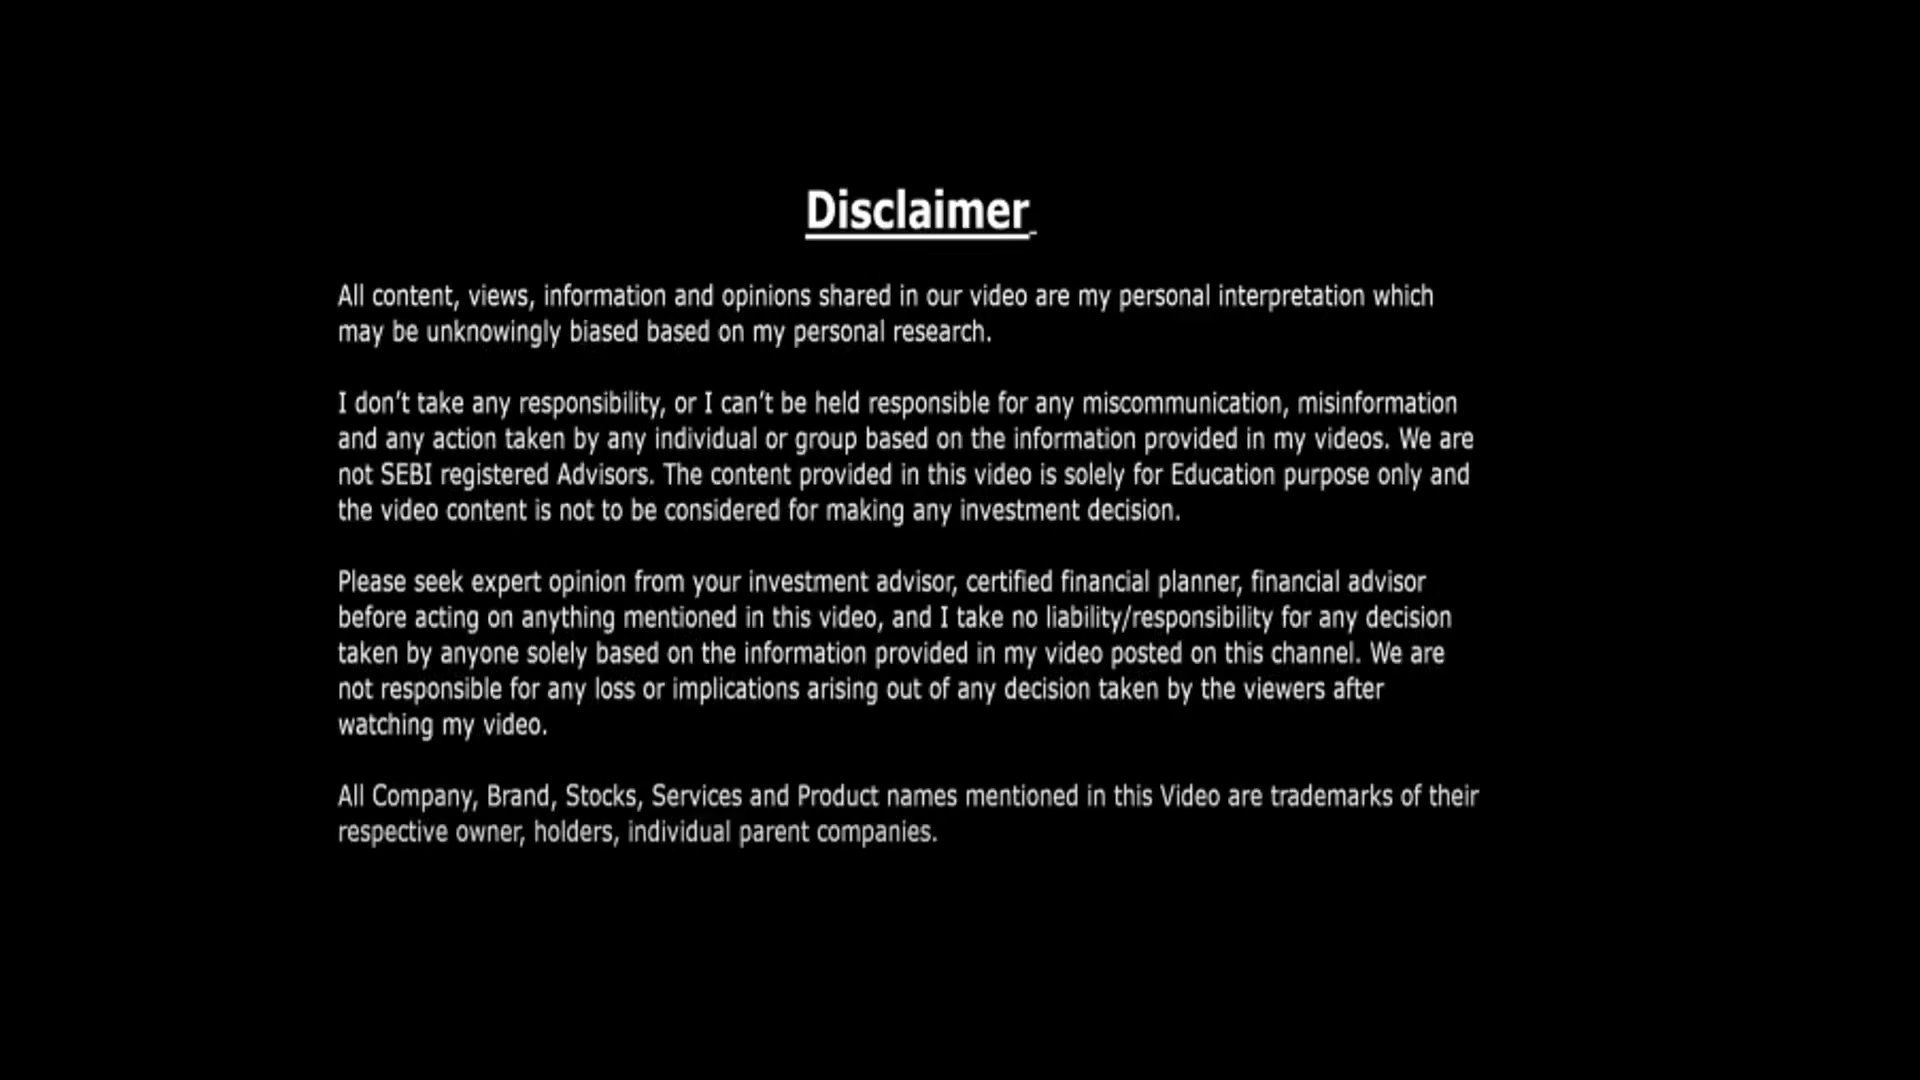 Disclaimer
All content, views, information and opinions shared in our video are my personal interpretation which
may be unknowingly biased based on my personal research.
I don't take any responsibility, or I can't be held responsible for any miscommunication, misinformation
and any action taken by any individual or group based on the information provided in my videos. We are
not SEBI registered Advisors. The content provided in this video is solely for Education purpose only and
the video content is not to be considered for making any investment decision.
Please seek expert opinion from your investment advisor, certified financial planner, financial advisor
before acting on anything mentioned in this video, and I take no liability/responsibility for any decision
taken by anyone solely based on the information provided in my video posted on this channel. We are
not responsible for any loss or implications arising out of any decision taken by the viewers after
watching my video.
All Company, Brand, Stocks, Services and Product names mentioned in this Video are trademarks of their
respective owner, holders, individual parent companies.